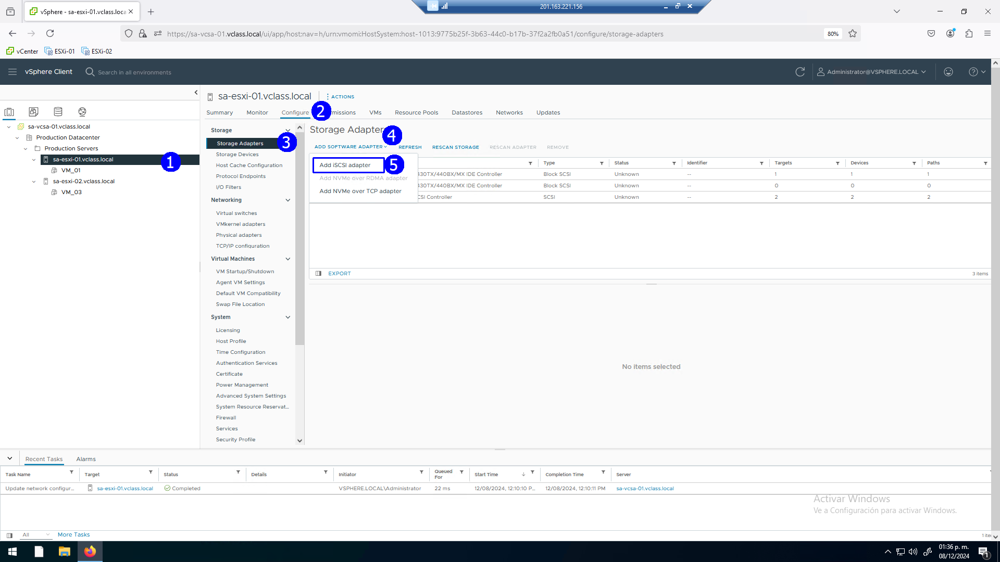 vSphere - sa-esxi-01.vclass.loca
201.163.221.156
https://sa-vcsa-01.vclass.local/ui/app/host;nav=h/urn:vmomi:HostSystem:host-1013:9775b25f-3b63-44c0-b17b-37f2a2fb0a51/configure/storage-adapters
80%
vCenter ESXi-01 ESXi-02
vSphere Client
Search in all environments
Administrator@VSPHERE.LOCAL
sa-vcsa-01.vclass.local
Production Datacenter
Production Servers
sa-esxi-01.vclass.local 1
VM_01
sa-esxi-02.vclass.local
VM_03
sa-esxi-01.vclass.local
ACTIONS
Summary Monitor Configure 2 missions VMs Resource Pools Datastores Networks Updates
Storage
Storage Adapters 3
Storage Devices
Host Cache Configuration
Protocol Endpoints
I/O Filters
Networking
Virtual switches
VMkernel adapters
Physical adapters
TCP/IP configuration
Virtual Machines
VM Startup/Shutdown
Agent VM Settings
Default VM Compatibility
Swap File Location
System
Licensing
Host Profile
Time Configuration
Authentication Services
Certificate
Power Management
Advanced System Settings
System Resource Reservat...
Firewall
Services
Security Profile
Storage Adapter 4
ADD SOFTWARE ADAPTER REFRESH RESCAN STORAGE RESCAN ADAPTER REMOVE
Add iSCSI adapter 5
Add NVMe over RDMA adapter
Add NVMe over TCP adapter
Type Status Identifier Targets Devices Paths
430TX/440BX/MX IDE Controller Block SCSI Unknown -- 1 1 1
430TX/440BX/MX IDE Controller Block SCSI Unknown -- 0 0 0
CSI Controller SCSI Unknown -- 2 2 2
EXPORT
3 items
No items selected
Recent Tasks Alarms
Task Name Target Status Details Initiator Queued For Start Time Completion Time Server
Update network configur... sa-esxi-01.vclass.local Completed VSPHERE.LOCAL\Administrator 22 ms 12/08/2024, 12:10:10 P... 12/08/2024, 12:10:11 PM sa-vcsa-01.vclass.local
Activar Windows
Ve a Configuración para activar Windows.
All More Tasks
1 ite
01:36 p. m.
08/12/2024
1